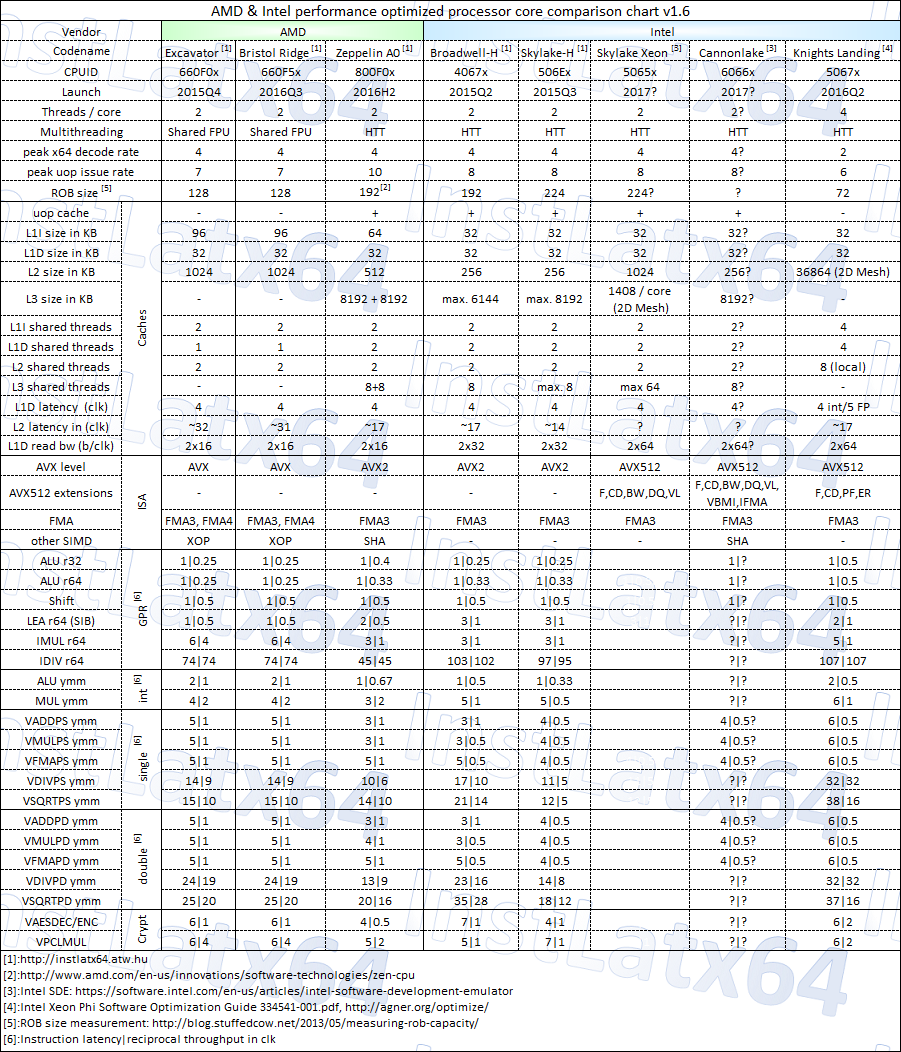 AMD & Intel performance optimized processor core comparison chart v1.6
Vendor AMD Intel
Codename Excavator [1] Bristol Ridge [1] Zeppelin A0 [1] Broadwell-H [1] Skylake-H [1] Skylake Xeon [3] Cannonlake [3] Knights Landing [4]
CPUID 660F0x 660F5x 800F0x 4067x 506Ex 5065x 6066x 5067x
Launch 2015Q4 2016Q3 2016H2 2015Q2 2015Q3 2017? 2017? 2016Q2
Threads / core 2 2 2 2 2 2 2? 4
Multithreading Shared FPU Shared FPU HTT HTT HTT HTT HTT HTT
peak x64 decode rate 4 4 4 4 4 4 4? 2
peak uop issue rate 7 7 10 8 8 8 8? 6
ROB size [5] 128 128 192[2] 192 224 224? ? 72
Caches
uop cache - - + + + + + -
L1I size in KB 96 96 64 32 32 32 32? 32
L1D size in KB 32 32 32 32 32 32 32? 32
L2 size in KB 1024 1024 512 256 256 1024 256? 36864 (2D Mesh)
L3 size in KB - - 8192 + 8192 max. 6144 max. 8192 1408 / core (2D Mesh) 8192? -
L1I shared threads 2 2 2 2 2 2 2? 4
L1D shared threads 1 1 2 2 2 2 2? 4
L2 shared threads 2 2 2 2 2 2 2? 8 (local)
L3 shared threads - - 8+8 8 max. 8 max 64 8? -
L1D latency (clk) 4 4 4 4 4 4 4? 4 int/5 FP
L2 latency in (clk) ~32 ~31 ~17 ~17 ~14 ? ? ~17
L1D read bw (b/clk) 2x16 2x16 2x16 2x32 2x32 2x64 2x64? 2x64
ISA
AVX level AVX AVX AVX2 AVX2 AVX2 AVX512 AVX512 AVX512
AVX512 extensions - - - - - F,CD,BW,DQ,VL F,CD,BW,DQ,VL, VBMI,IFMA F,CD,PF,ER
FMA FMA3, FMA4 FMA3, FMA4 FMA3 FMA3 FMA3 FMA3 FMA3 FMA3
other SIMD XOP XOP SHA - - - SHA -
GPR [6]
ALU r32 1|0.25 1|0.25 1|0.4 1|0.25 1|0.25 1|? 1|0.5
ALU r64 1|0.25 1|0.25 1|0.33 1|0.33 1|0.33 1|? 1|0.5
Shift 1|0.5 1|0.5 1|0.5 1|0.5 1|0.5 1|? 1|0.5
LEA r64 (SIB) 1|0.5 1|0.5 2|0.5 3|1 3|1 ?|? 2|1
IMUL r64 6|4 6|4 3|1 3|1 3|1 ?|? 5|1
IDIV r64 74|74 74|74 45|45 103|102 97|95 ?|? 107|107
int [6]
ALU ymm 2|1 2|1 1|0.67 1|0.5 1|0.33 ?|? 2|0.5
MUL ymm 4|2 4|2 3|2 5|1 5|0.5 ?|? 6|1
single [6]
VADDPS ymm 5|1 5|1 3|1 3|1 4|0.5 4|0.5? 6|0.5
VMULPS ymm 5|1 5|1 3|1 3|0.5 4|0.5 4|0.5? 6|0.5
VFMAPS ymm 5|1 5|1 5|1 5|0.5 4|0.5 4|0.5? 6|0.5
VDIVPS ymm 14|9 14|9 10|6 17|10 11|5 ?|? 32|32
VSQRTPS ymm 15|10 15|10 14|10 21|14 12|5 ?|? 38|16
double [6]
VADDPD ymm 5|1 5|1 3|1 3|1 4|0.5 4|0.5? 6|0.5
VMULPD ymm 5|1 5|1 4|1 3|0.5 4|0.5 4|0.5? 6|0.5
VFMAPD ymm 5|1 5|1 5|1 5|0.5 4|0.5 4|0.5? 6|0.5
VDIVPD ymm 24|19 24|19 13|9 23|16 14|8 ?|? 32|32
VSQRTPD ymm 25|20 25|20 20|16 35|28 18|12 ?|? 37|16
Crypt
VAESDEC/ENC 6|1 6|1 4|0.5 7|1 4|1 ?|? 6|2
VPCLMUL 6|4 6|4 5|2 5|1 7|1 ?|? 6|2
[1]:http://instlatx64.atw.hu
[2]:http://www.amd.com/en-us/innovations/software-technologies/zen-cpu
[3]:Intel SDE: https://software.intel.com/en-us/articles/intel-software-development-emulator
[4]:Intel Xeon Phi Software Optimization Guide 334541-001.pdf, http://agner.org/optimize/
[5]:ROB size measurement: http://blog.stuffedcow.net/2013/05/measuring-rob-capacity/
[6]:Instruction latency|reciprocal throughput in clk
InstLatx64